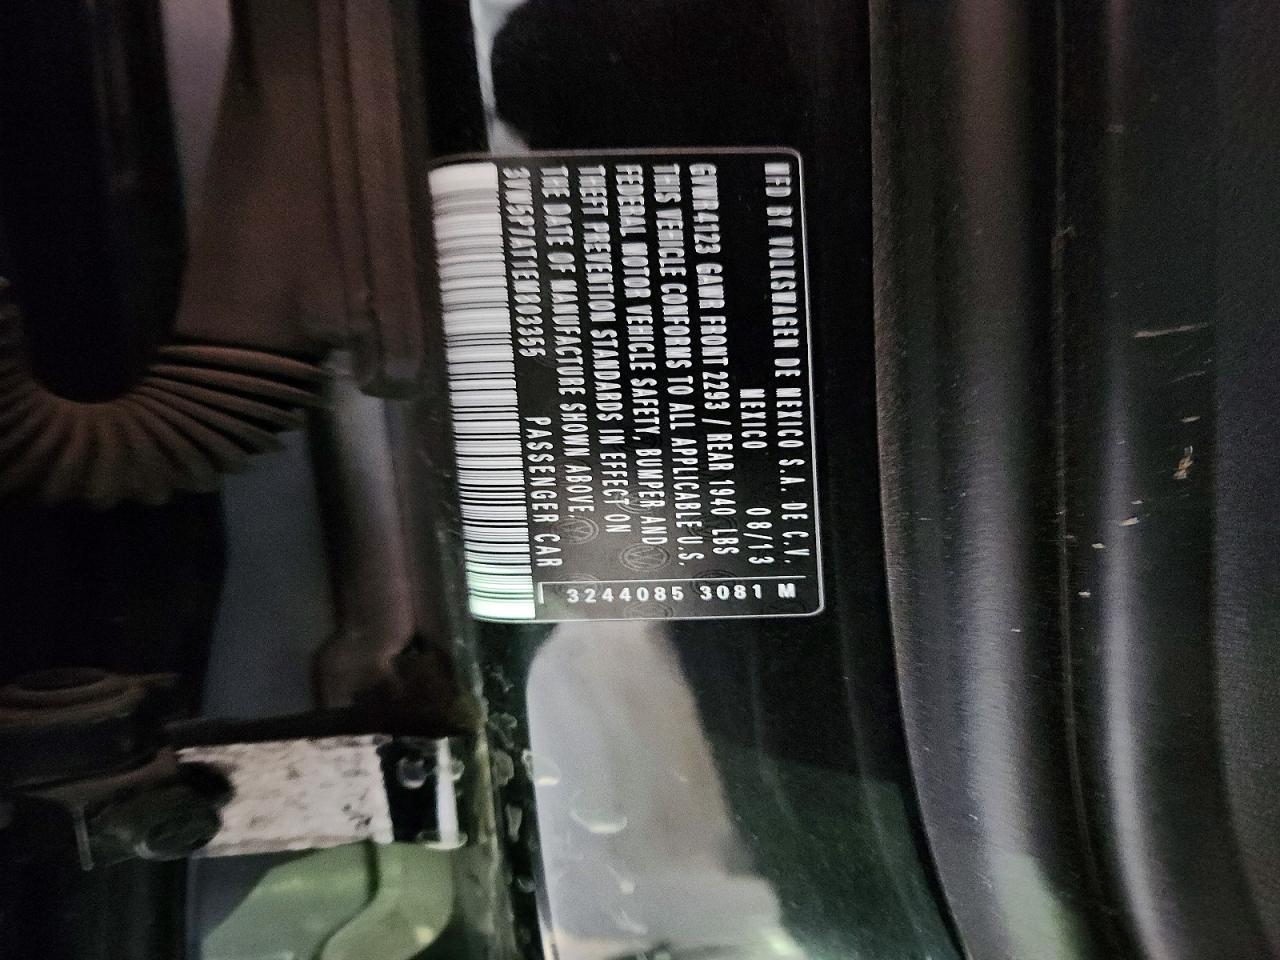 MFD BY VOLKSWAGEN DE MEXICO S.A. DE C.V.
MEXICO 08/13
GVWR 4123 GAWR FRONT 2293 / REAR 1940 LBS
THIS VEHICLE CONFORMS TO ALL APPLICABLE U.S.
FEDERAL MOTOR VEHICLE SAFETY, BUMPER AND
THEFT PREVENTION STANDARDS IN EFFECT ON
THE DATE OF MANUFACTURE SHOWN ABOVE.
PASSENGER CAR
3244085 3081 M